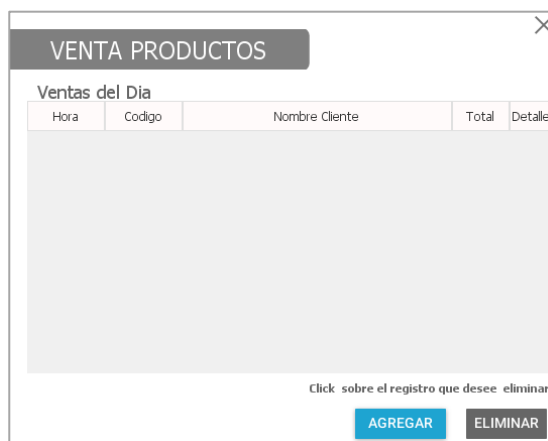 VENTA PRODUCTOS
Ventas del Dia
Hora Codigo Nombre Cliente Total Detalle
Click sobre el registro que desee eliminar
AGREGAR ELIMINAR